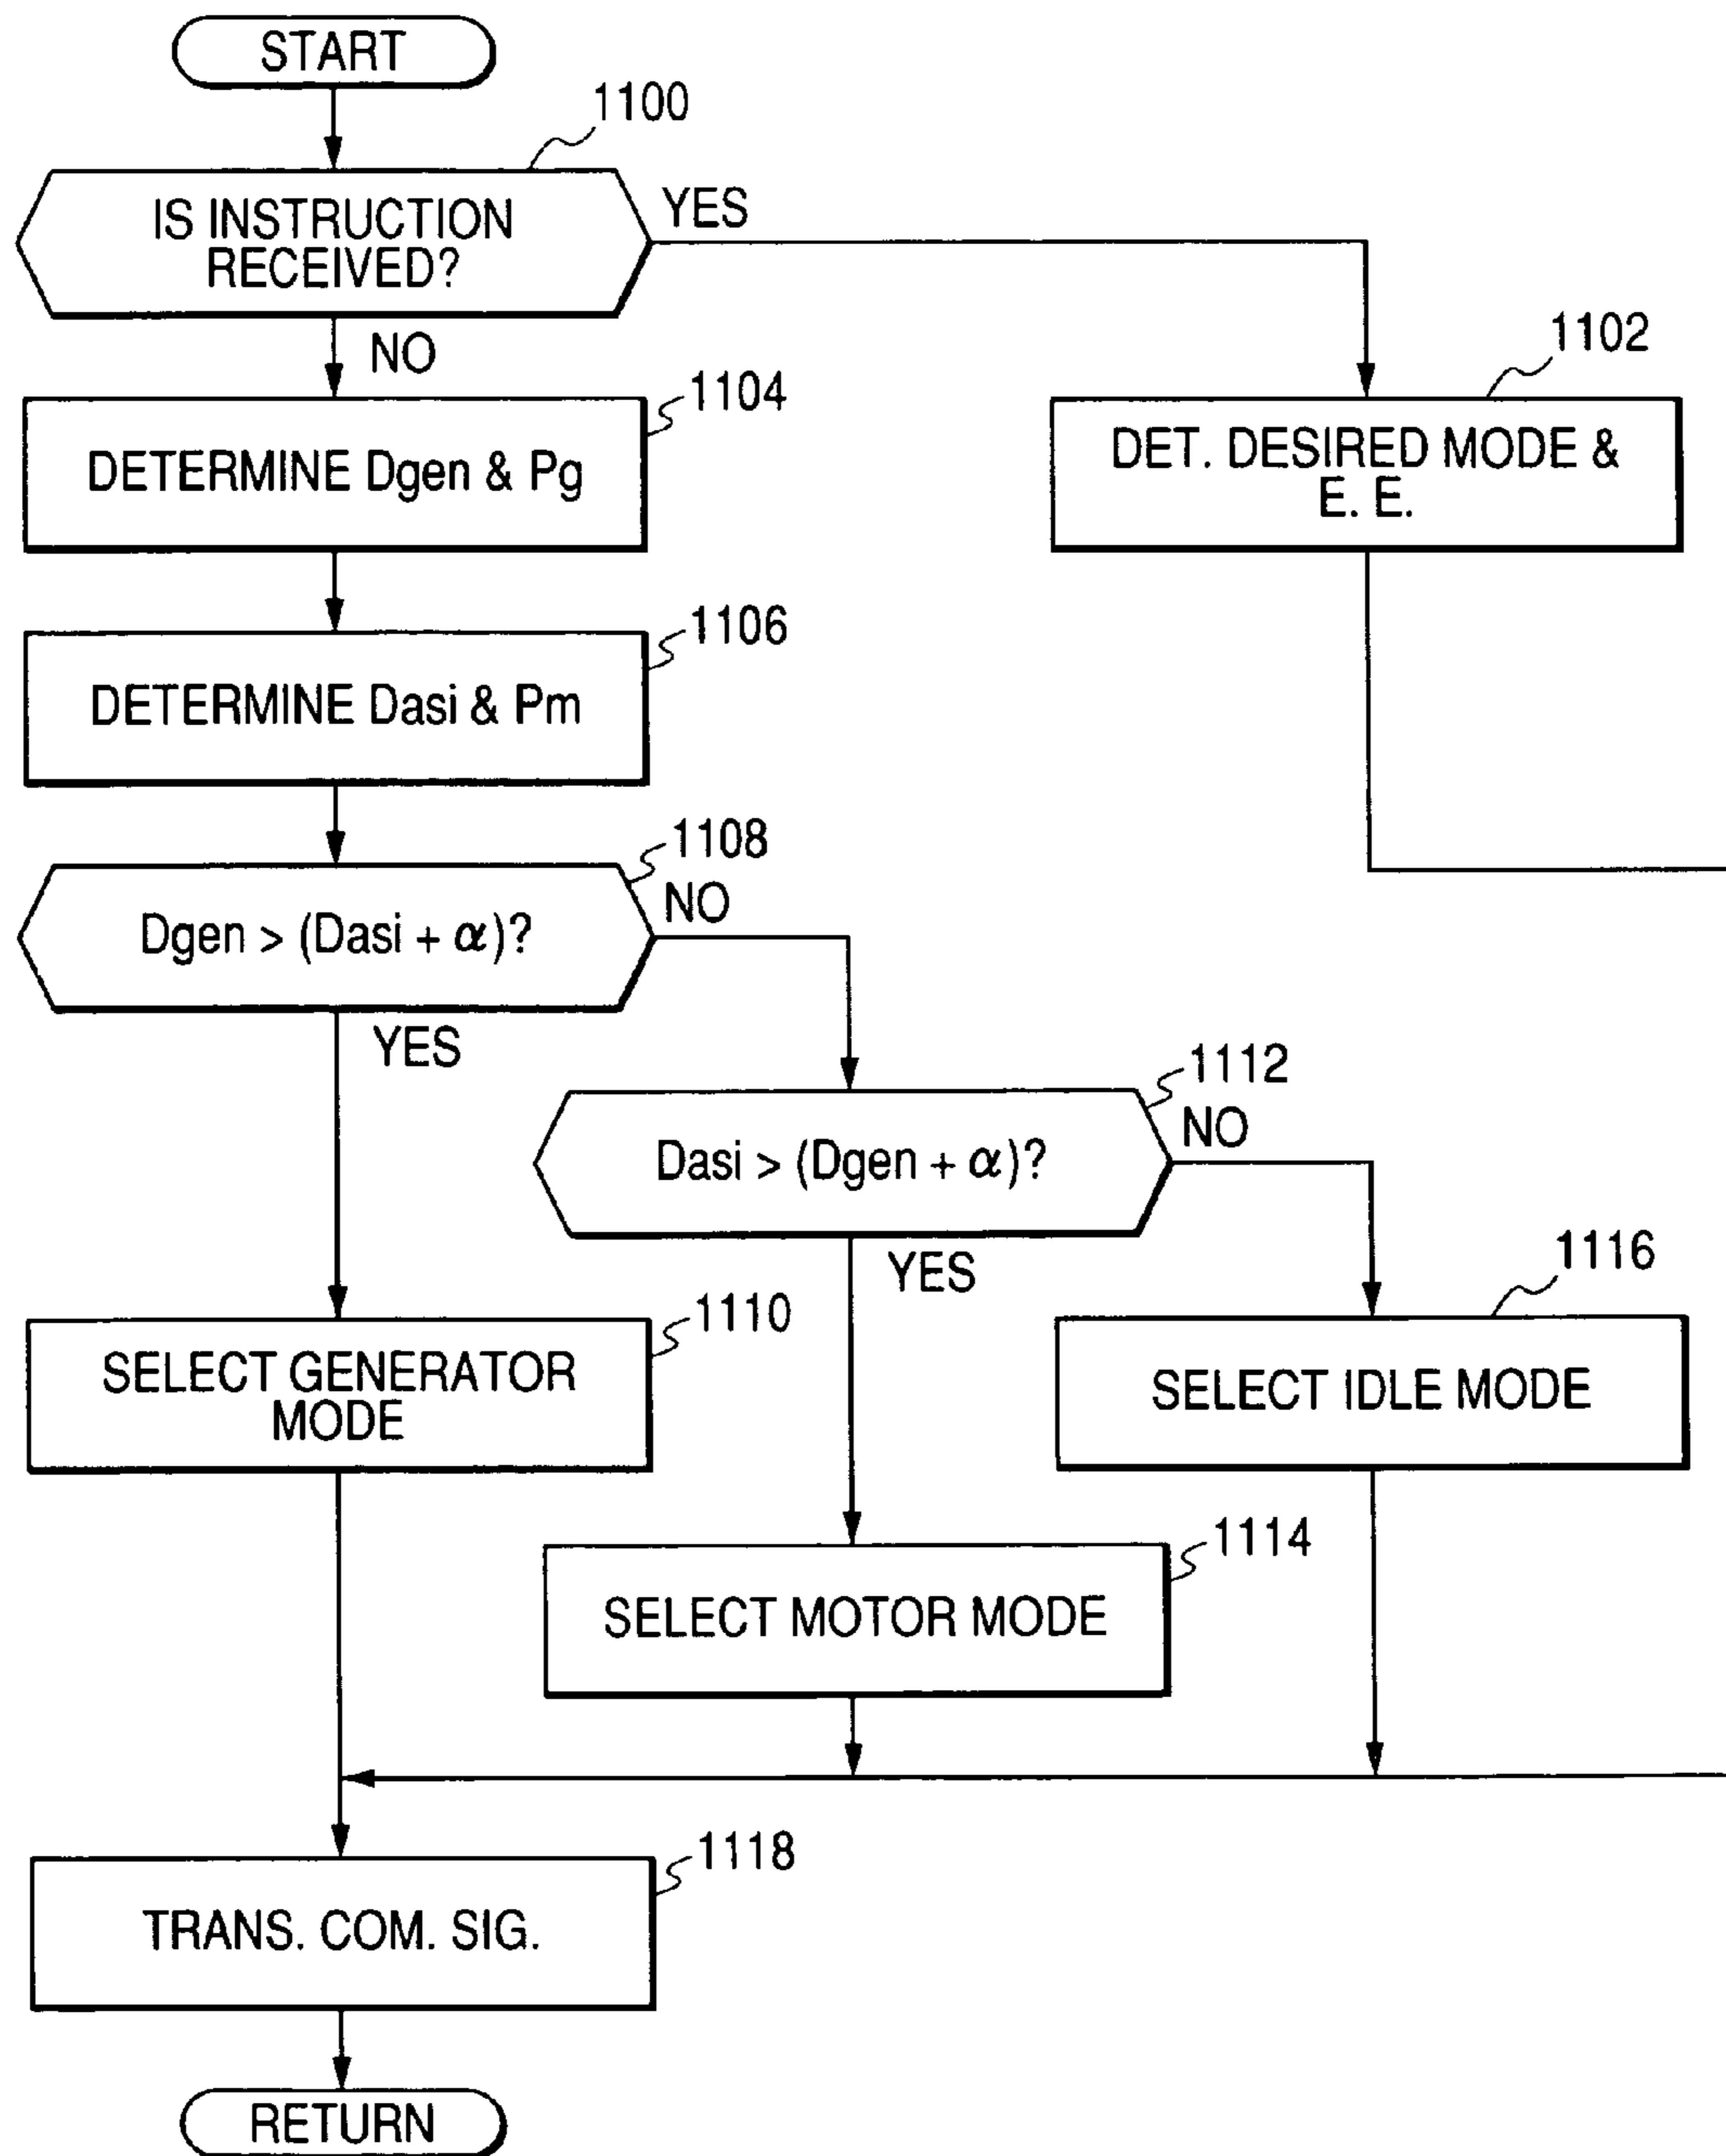 START
1100
IS INSTRUCTION
RECEIVED?
YES
NO
1102
DET. DESIRED MODE &
E. E.
1104
DETERMINE Dgen & Pg
1106
DETERMINE Dasi & Pm
1108
Dgen > (Dasi + α)?
NO
YES
1112
Dasi > (Dgen + α)?
NO
YES
1110
SELECT GENERATOR
MODE
1116
SELECT IDLE MODE
1114
SELECT MOTOR MODE
1118
TRANS. COM. SIG.
RETURN